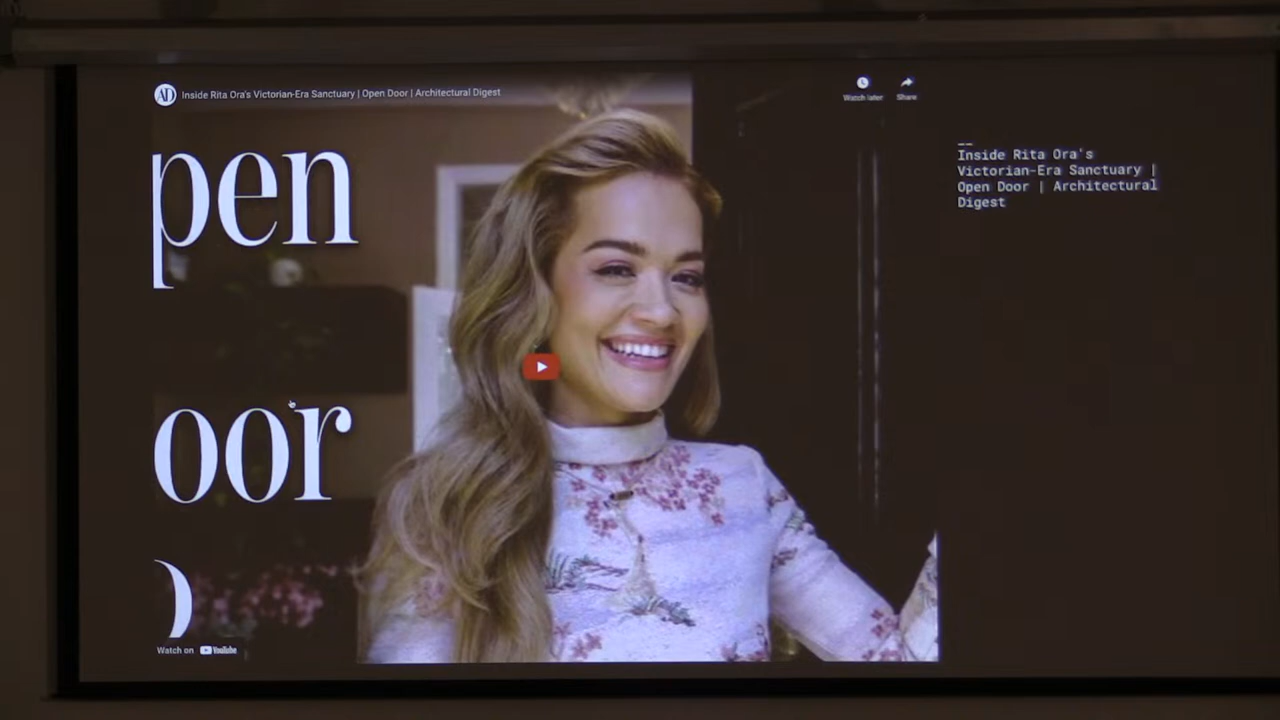 AD Inside Rita Ora's Victorian-Era Sanctuary | Open Door | Architectural Digest
Watch later
Share
pen
oor
)
Inside Rita Ora's
Victorian-Era Sanctuary |
Open Door | Architectural
Digest
Watch on YouTube